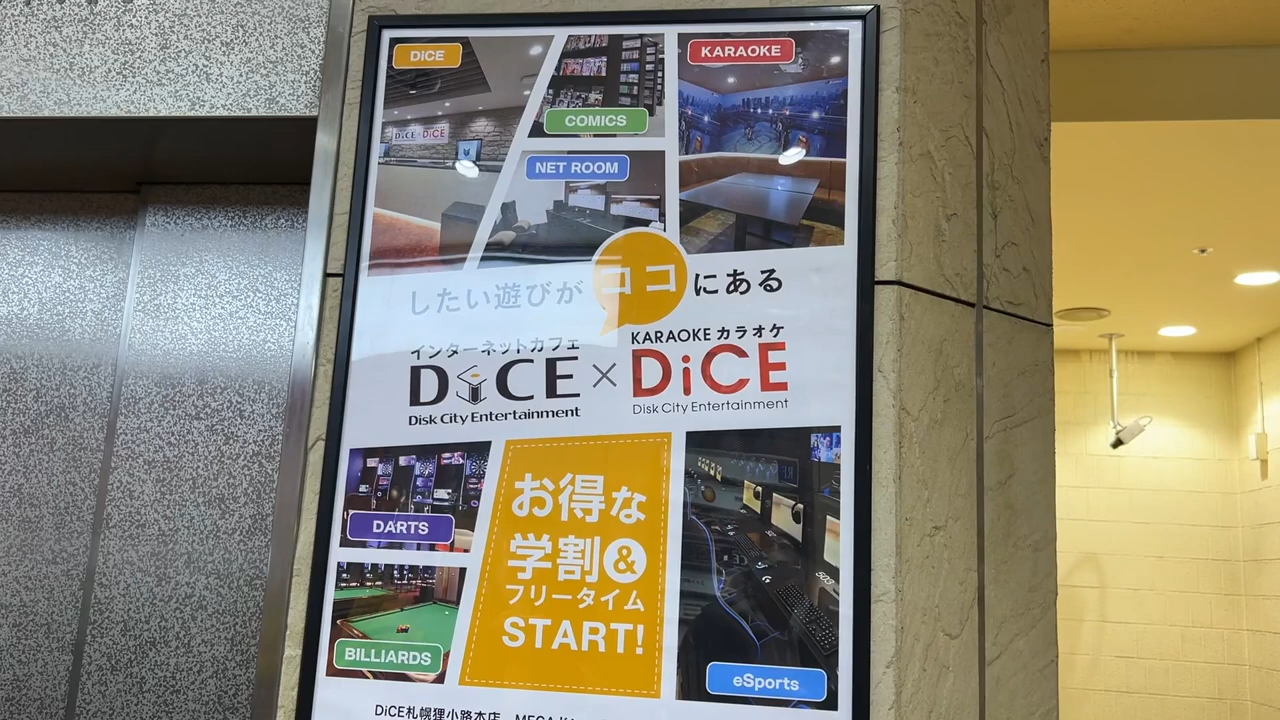 DiCE
COMICS
KARAOKE
NET ROOM
DiCE DiCE
したい遊びがココにある
インターネットカフェ
DiCE
Disk City Entertainment
×
KARAOKE カラオケ
DiCE
Disk City Entertainment
DARTS
BILLIARDS
お得な
学割&
フリータイム
START!
503
eSports
DiCE札幌狸小路本店